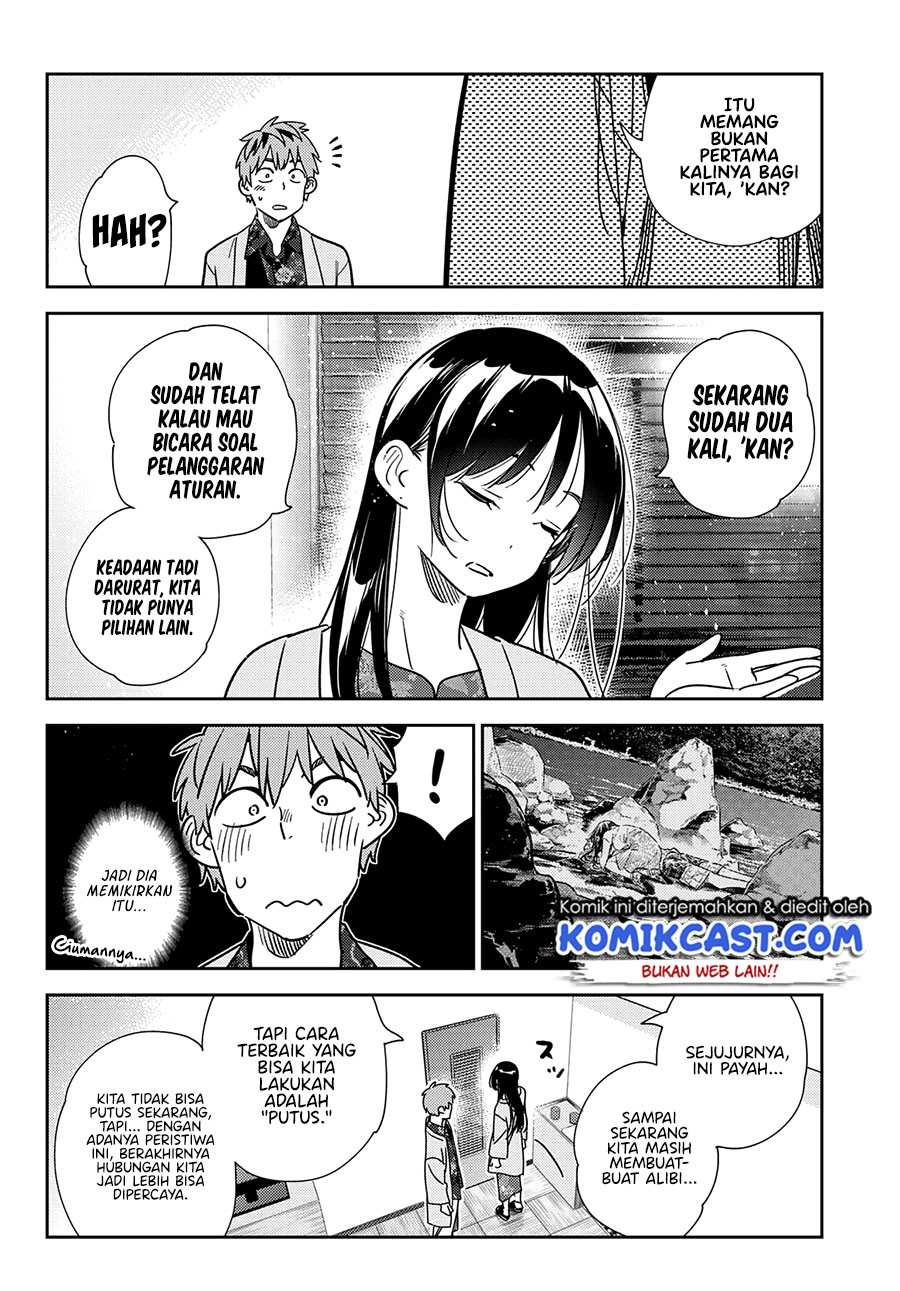 ITU
MEMANG
BUKAN
PERTAMA
KALINYA BAGI
KITA, 'KAN?
HAH?
SEKARANG
SUDAH DUA
KALI, 'KAN?
DAN
SUDAH TELAT
KALAU MAU
BICARA SOAL
PELANGGARAN
ATURAN.
KEADAAN TADI
DARURAT, KITA
TIDAK PUNYA
PILIHAN LAIN.
!
JADI DIA
MEMIKIRKAN
ITU...
Ciumannya...
Komik ini diterjemahkan & diedit oleh
KOMIKCAST.COM
BUKAN WEB LAIN!!
SEJUJURNYA,
INI PAYAH...
SAMPAI
SEKARANG
KITA MASIH
MEMBUAT-
BUAT ALIBI...
ス
TAPI CARA
TERBAIK YANG
BISA KITA
LAKUKAN
ADALAH
"PUTUS."
KITA TIDAK BISA
PUTUS SEKARANG,
TAPI... DENGAN
ADANYA PERISTIWA
INI, BERAKHIRNYA
HUBUNGAN KITA
JADI LEBIH BISA
DIPERCAYA.